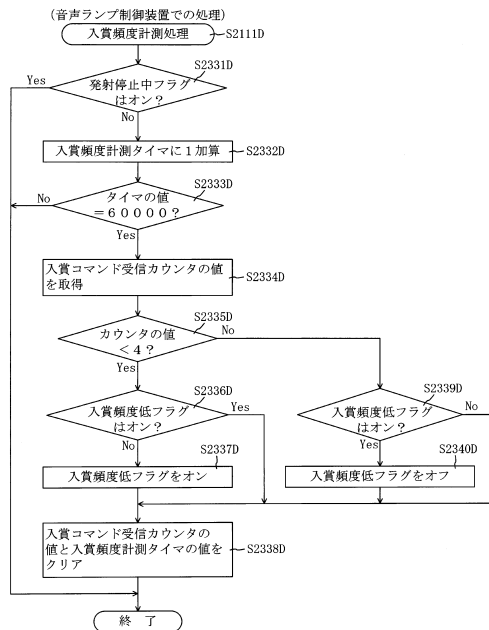 (音声ランプ制御装置での処理)
入賞頻度計測処理
S2111D
S2331D
発射停止中フラグ
はオン?
Yes
No
入賞頻度計測タイマに1加算
S2332D
S2333D
タイマの値
=60000?
No
Yes
入賞コマンド受信カウンタの値
を取得
S2334D
S2335D
カウンタの値
<4?
No
Yes
S2336D
入賞頻度低フラグ
はオン?
Yes
No
S2339D
入賞頻度低フラグ
はオン?
No
Yes
S2337D
入賞頻度低フラグをオン
S2340D
入賞頻度低フラグをオフ
入賞コマンド受信カウンタの
値と入賞頻度計測タイマの値を
クリア
S2338D
終 了